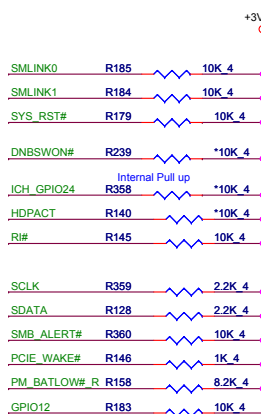 +3V
SMLINK0 R185 10K_4
SMLINK1 R184 10K_4
SYS_RST# R179 10K_4
DNBSWON# R239 *10K_4
Internal Pull up
ICH_GPIO24 R358 *10K_4
HDPACT R140 *10K_4
RI# R145 10K_4
SCLK R359 2.2K_4
SDATA R128 2.2K_4
SMB_ALERT# R360 10K_4
PCIE_WAKE# R146 1K_4
PM_BATLOW#_R R158 8.2K_4
GPIO12 R183 10K_4